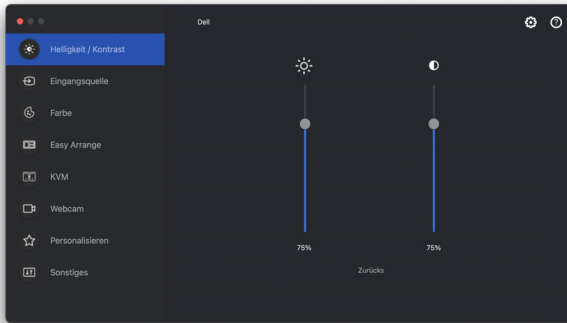 Dell
Helligkeit / Kontrast
Eingangsquelle
Farbe
Easy Arrange
KVM
Webcam
Personalisieren
Sonstiges
75%
75%
Zurücks